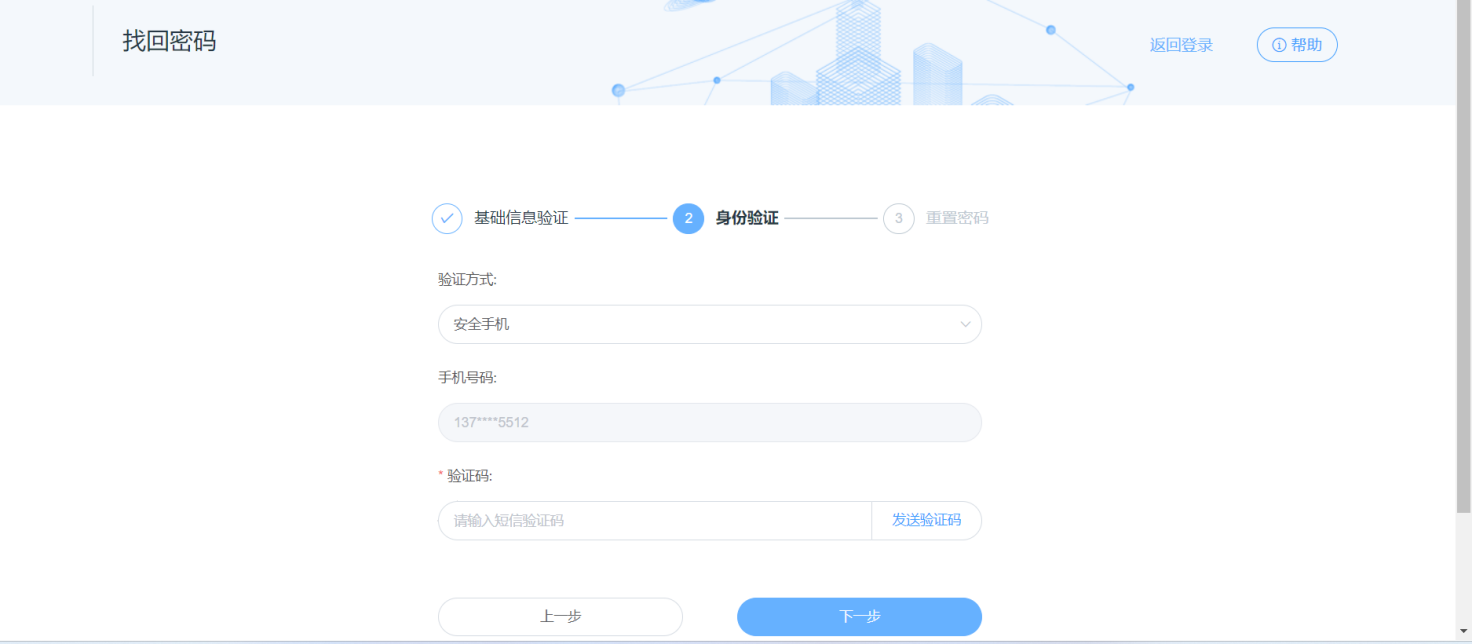 找回密码
返回登录
帮助
基础信息验证
2 身份验证
3 重置密码
验证方式:
安全手机
手机号码:
137****5512
* 验证码:
请输入短信验证码
发送验证码
上一步
下一步